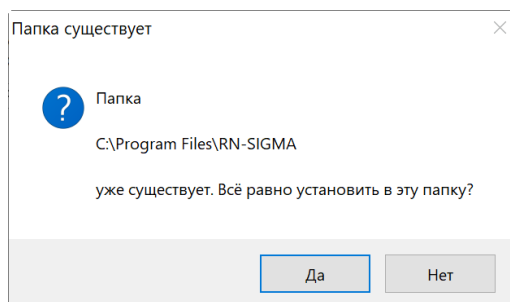 Папка существует
?
Папка
C:\Program Files\RN-SIGMA
уже существует. Всё равно установить в эту папку?
Да
Нет